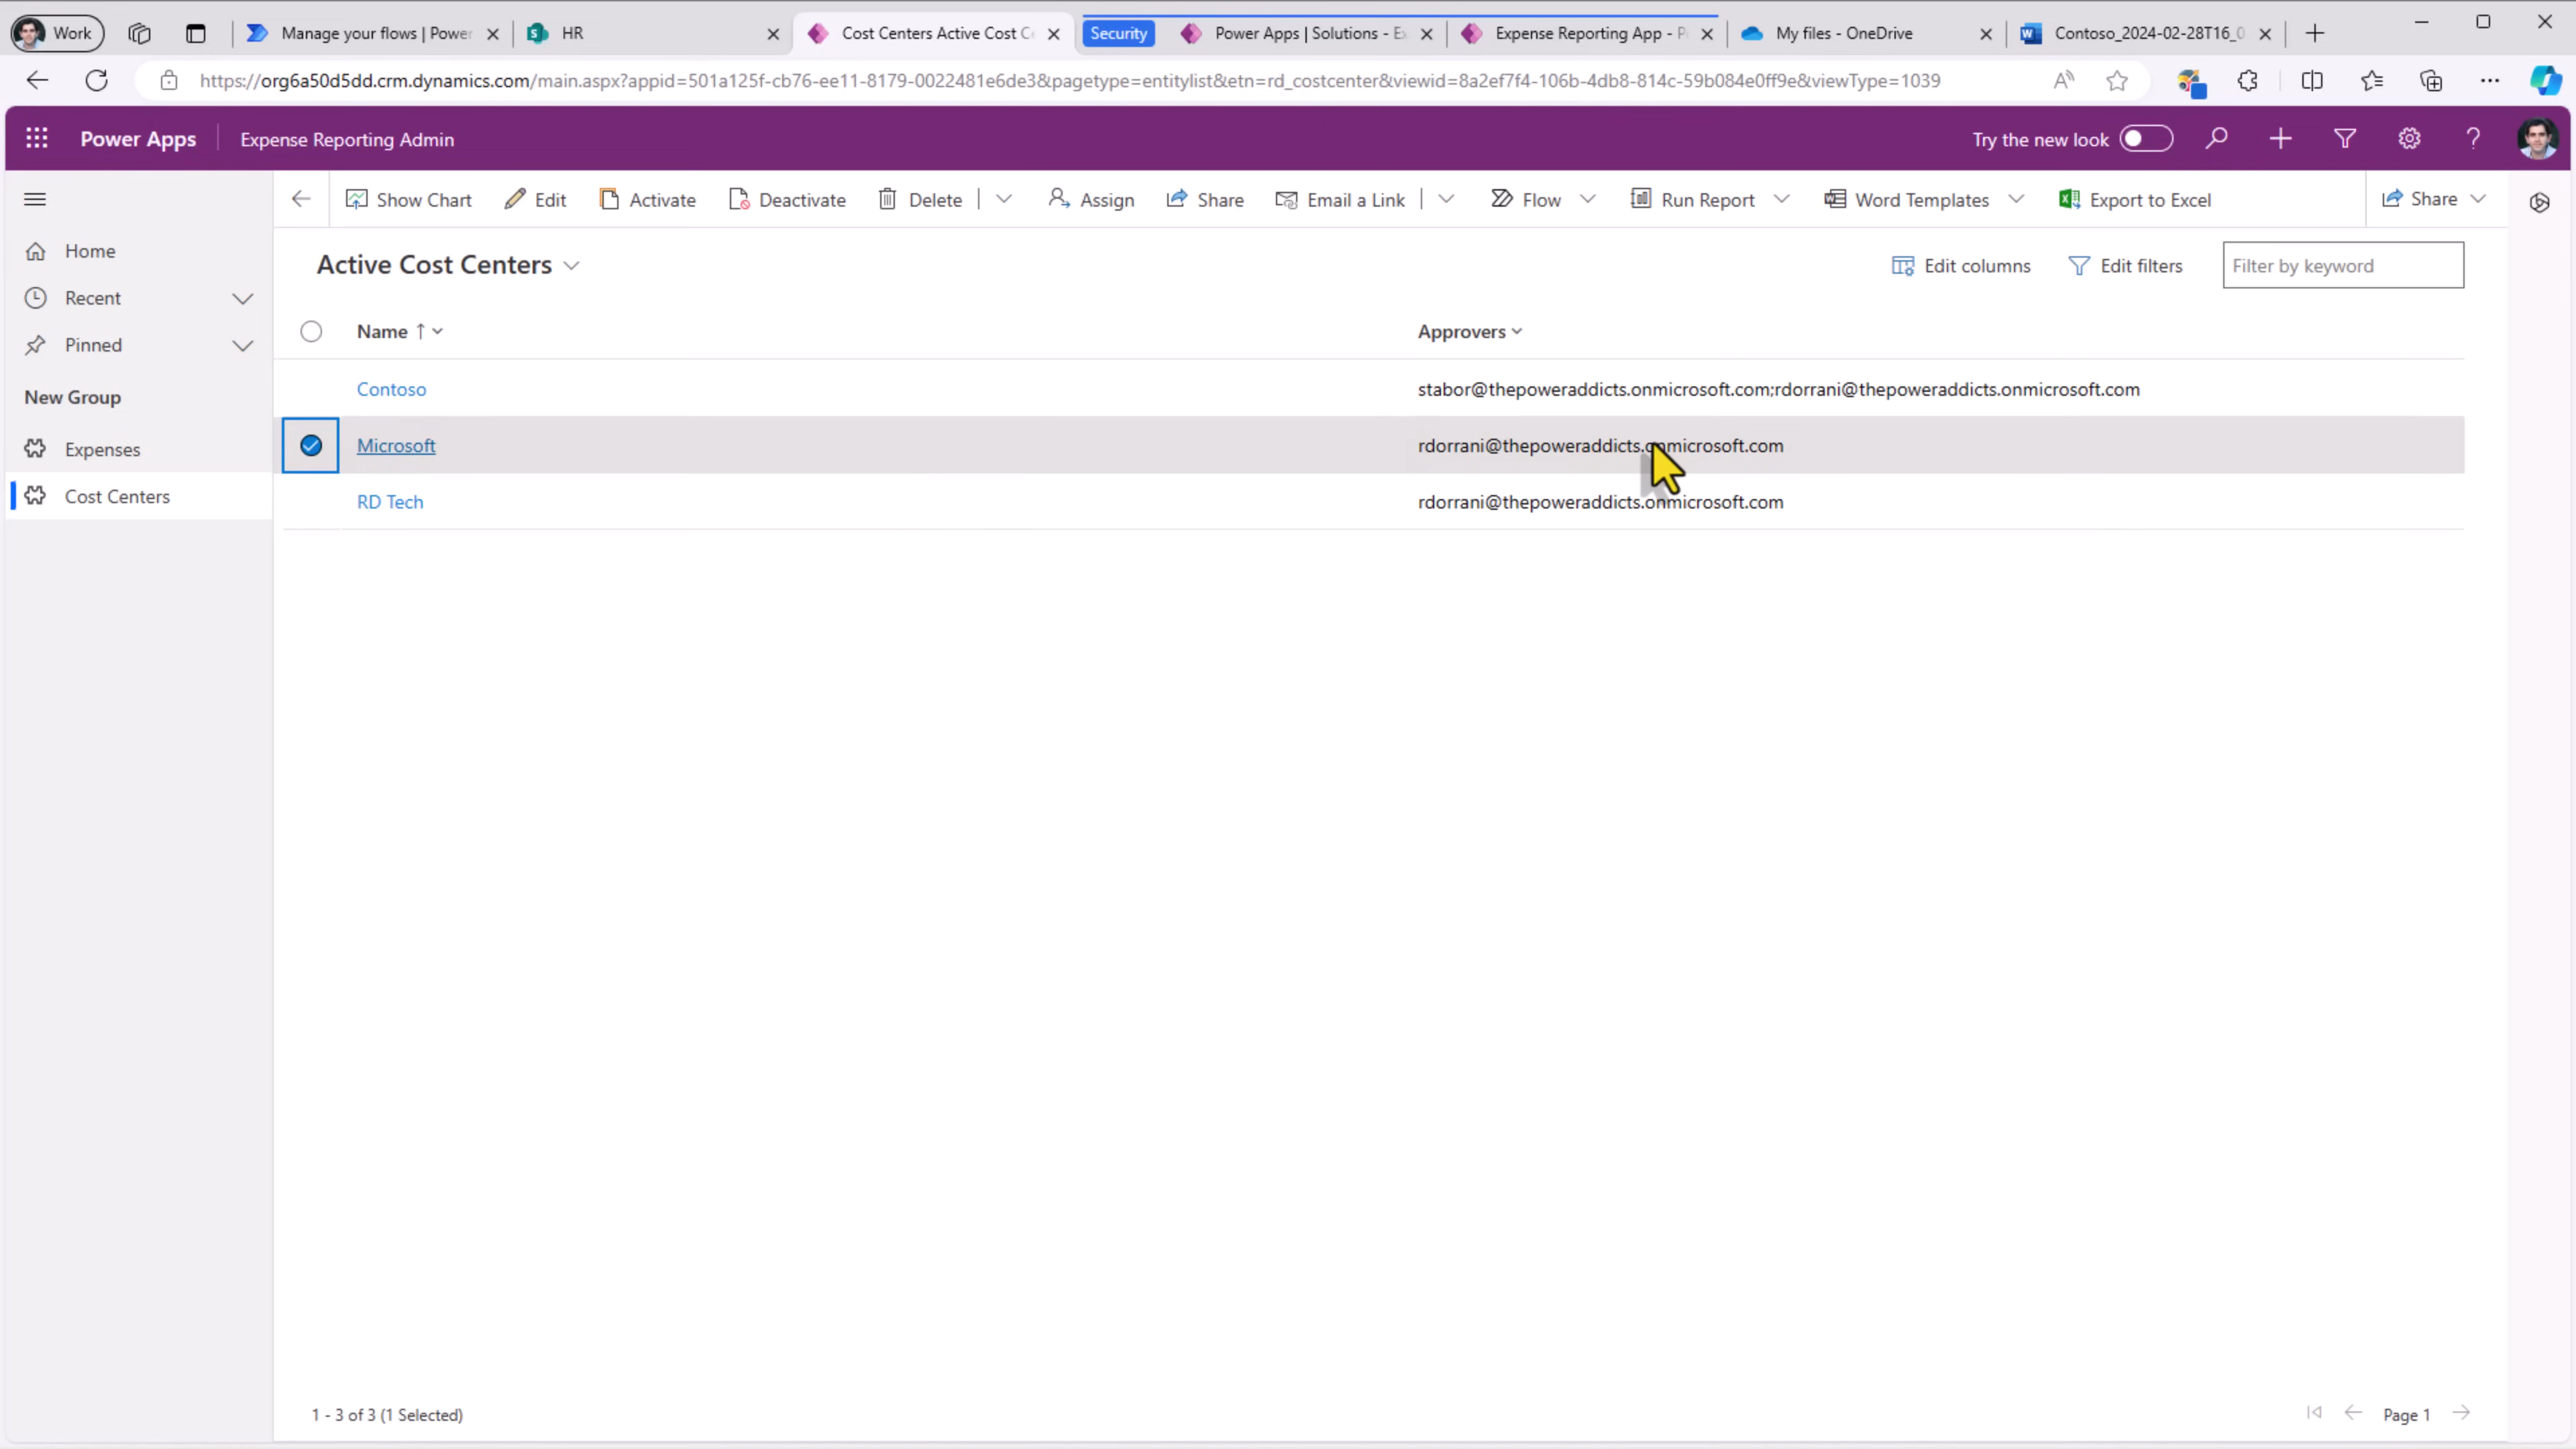 Work
Manage your flows | Power
HR
Cost Centers Active Cost C
Security
Power Apps | Solutions - E
Expense Reporting App - P
My files - OneDrive
Contoso_2024-02-28T16_0
https://org6a50d5dd.crm.dynamics.com/main.aspx?appid=501a125f-cb76-ee11-8179-0022481e6de3&pagetype=entitylist&etn=rd_costcenter&viewid=8a2ef7f4-106b-4db8-814c-59b084e0ff9e&viewType=1039
Power Apps
Expense Reporting Admin
Try the new look
Show Chart
Edit
Activate
Deactivate
Delete
Assign
Share
Email a Link
Flow
Run Report
Word Templates
Export to Excel
Share
Home
Recent
Pinned
New Group
Expenses
Cost Centers
Active Cost Centers
Edit columns
Edit filters
Filter by keyword
Name
Approvers
Contoso
stabor@thepoweraddicts.onmicrosoft.com;rdorrani@thepoweraddicts.onmicrosoft.com
Microsoft
rdorrani@thepoweraddicts.onmicrosoft.com
RD Tech
rdorrani@thepoweraddicts.onmicrosoft.com
1 - 3 of 3 (1 Selected)
Page 1